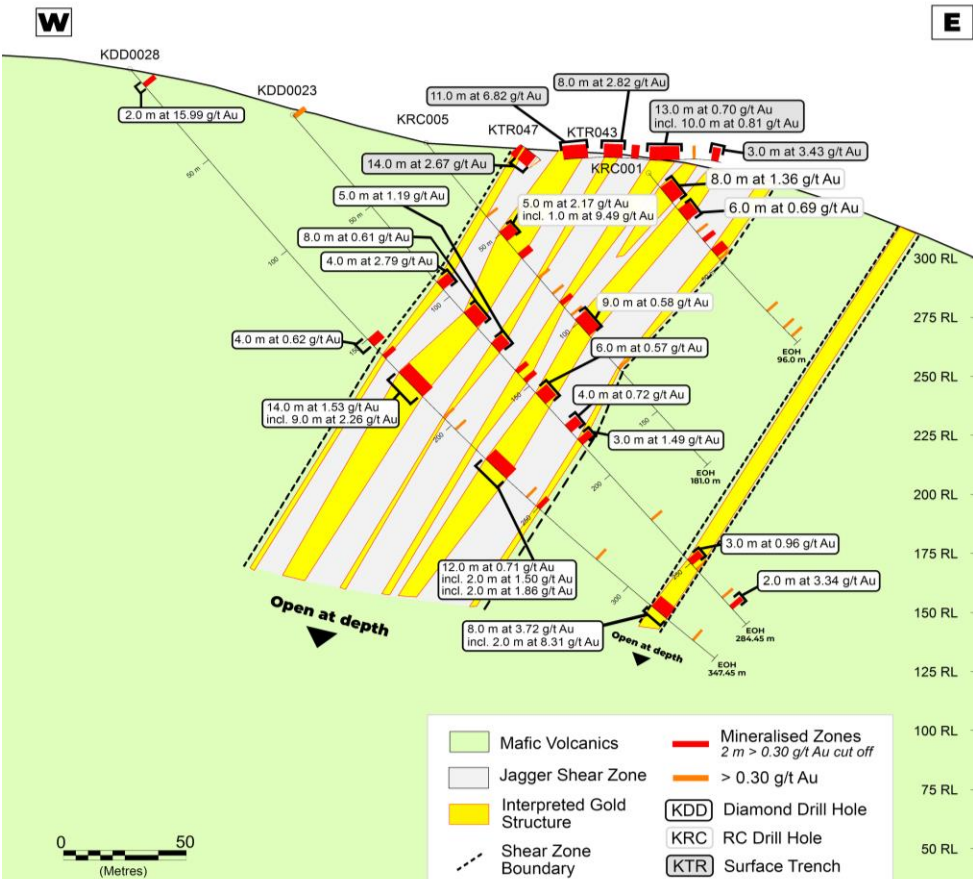 W
E
KDD0028
2.0 m at 15.99 g/t Au
KDD0023
KRC005
11.0 m at 6.82 g/t Au
8.0 m at 2.82 g/t Au
13.0 m at 0.70 g/t Au
incl. 10.0 m at 0.81 g/t Au
KTR047
KTR043
3.0 m at 3.43 g/t Au
14.0 m at 2.67 g/t Au
KRC001
8.0 m at 1.36 g/t Au
6.0 m at 0.69 g/t Au
5.0 m at 1.19 g/t Au
5.0 m at 2.17 g/t Au
incl. 1.0 m at 9.49 g/t Au
8.0 m at 0.61 g/t Au
4.0 m at 2.79 g/t Au
50 m
50 m
50 m
100
100
100
9.0 m at 0.58 g/t Au
4.0 m at 0.62 g/t Au
6.0 m at 0.57 g/t Au
EOH
96.0 m
4.0 m at 0.72 g/t Au
14.0 m at 1.53 g/t Au
incl. 9.0 m at 2.26 g/t Au
150
150
3.0 m at 1.49 g/t Au
200
200
EOH
181.0 m
250
250
3.0 m at 0.96 g/t Au
2.0 m at 3.34 g/t Au
12.0 m at 0.71 g/t Au
incl. 2.0 m at 1.50 g/t Au
incl. 2.0 m at 1.86 g/t Au
300
8.0 m at 3.72 g/t Au
incl. 2.0 m at 8.31 g/t Au
EOH
284.45 m
EOH
347.45 m
Open at depth
Open at depth
300 RL
275 RL
250 RL
225 RL
200 RL
175 RL
150 RL
125 RL
100 RL
75 RL
50 RL
Mafic Volcanics
Jagger Shear Zone
Interpreted Gold
Structure
Shear Zone
Boundary
Mineralised Zones
2 m > 0.30 g/t Au cut off
> 0.30 g/t Au
KDD Diamond Drill Hole
KRC RC Drill Hole
KTR Surface Trench
0 50
(Metres)